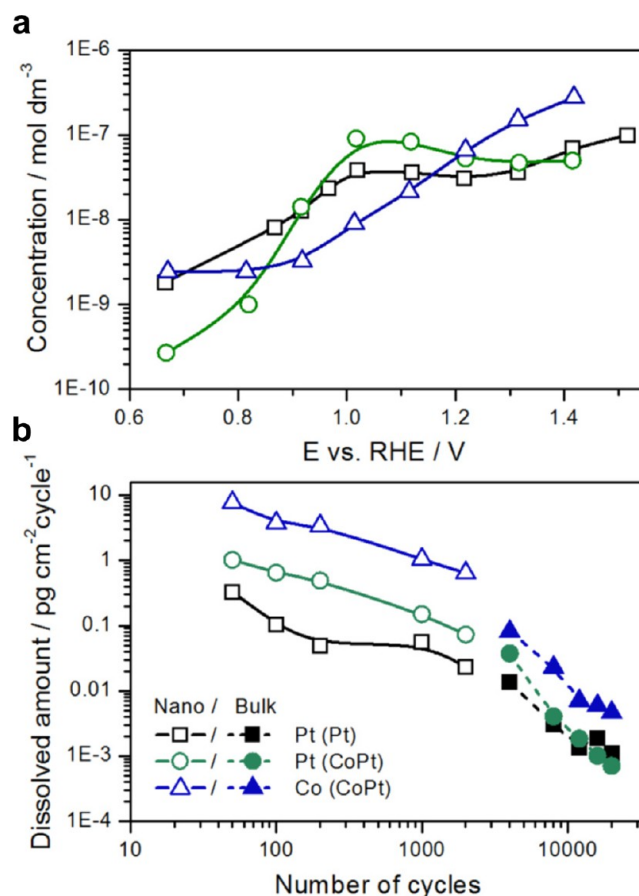 a
1E-6
1E-7
1E-8
1E-9
1E-10
Concentration / mol dm⁻³
0.6 0.8 1.0 1.2 1.4
E vs. RHE / V
b
10
1
0.1
0.01
1E-3
1E-4
Dissolved amount / pg cm⁻²cycle⁻¹
Nano / Bulk
/ Pt (Pt)
/ Pt (CoPt)
/ Co (CoPt)
10 100 1000 10000
Number of cycles